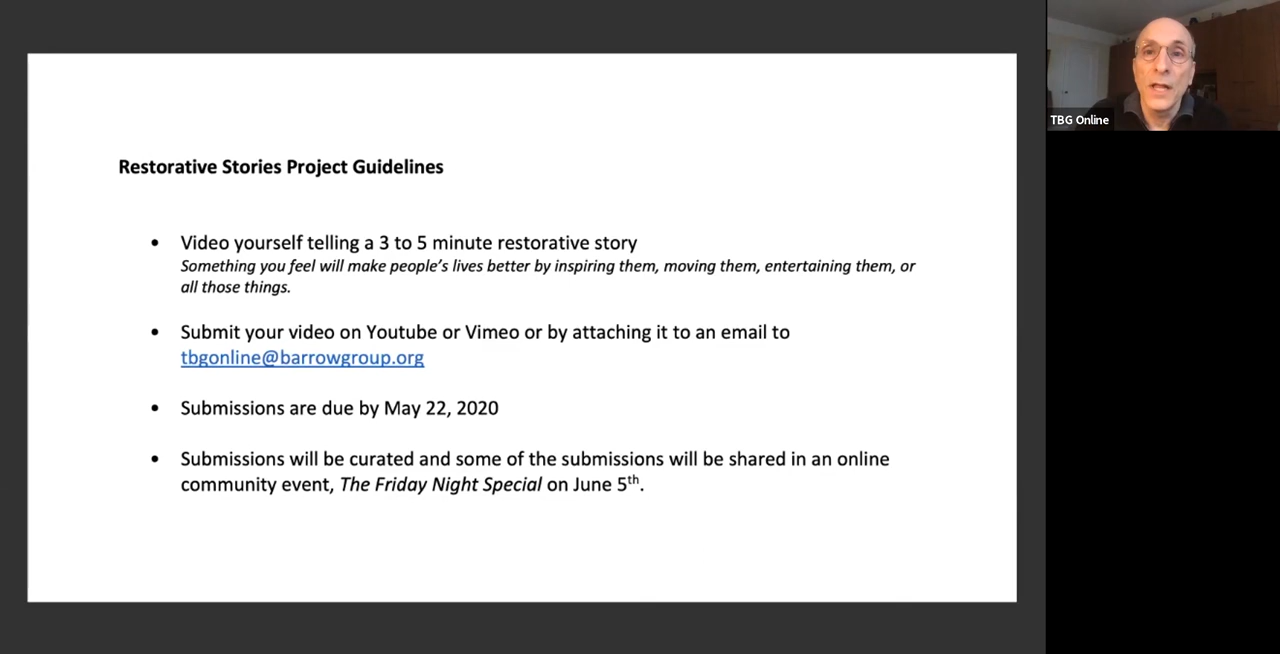 Restorative Stories Project Guidelines
• Video yourself telling a 3 to 5 minute restorative story
Something you feel will make people’s lives better by inspiring them, moving them, entertaining them, or
all those things.
• Submit your video on Youtube or Vimeo or by attaching it to an email to
tbgonline@barrowgroup.org
• Submissions are due by May 22, 2020
• Submissions will be curated and some of the submissions will be shared in an online
community event, The Friday Night Special on June 5th.
TBG Online